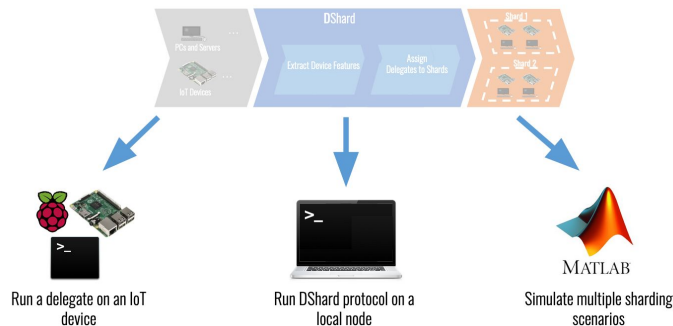 DShard
PCs and Servers
...
IoT Devices
...
Extract Device Features
Assign
Delegates to Shards
Shard 1
Shard 2
>_
>_
MATLAB
Run a delegate on an IoT
device
Run DShard protocol on a
local node
Simulate multiple sharding
scenarios